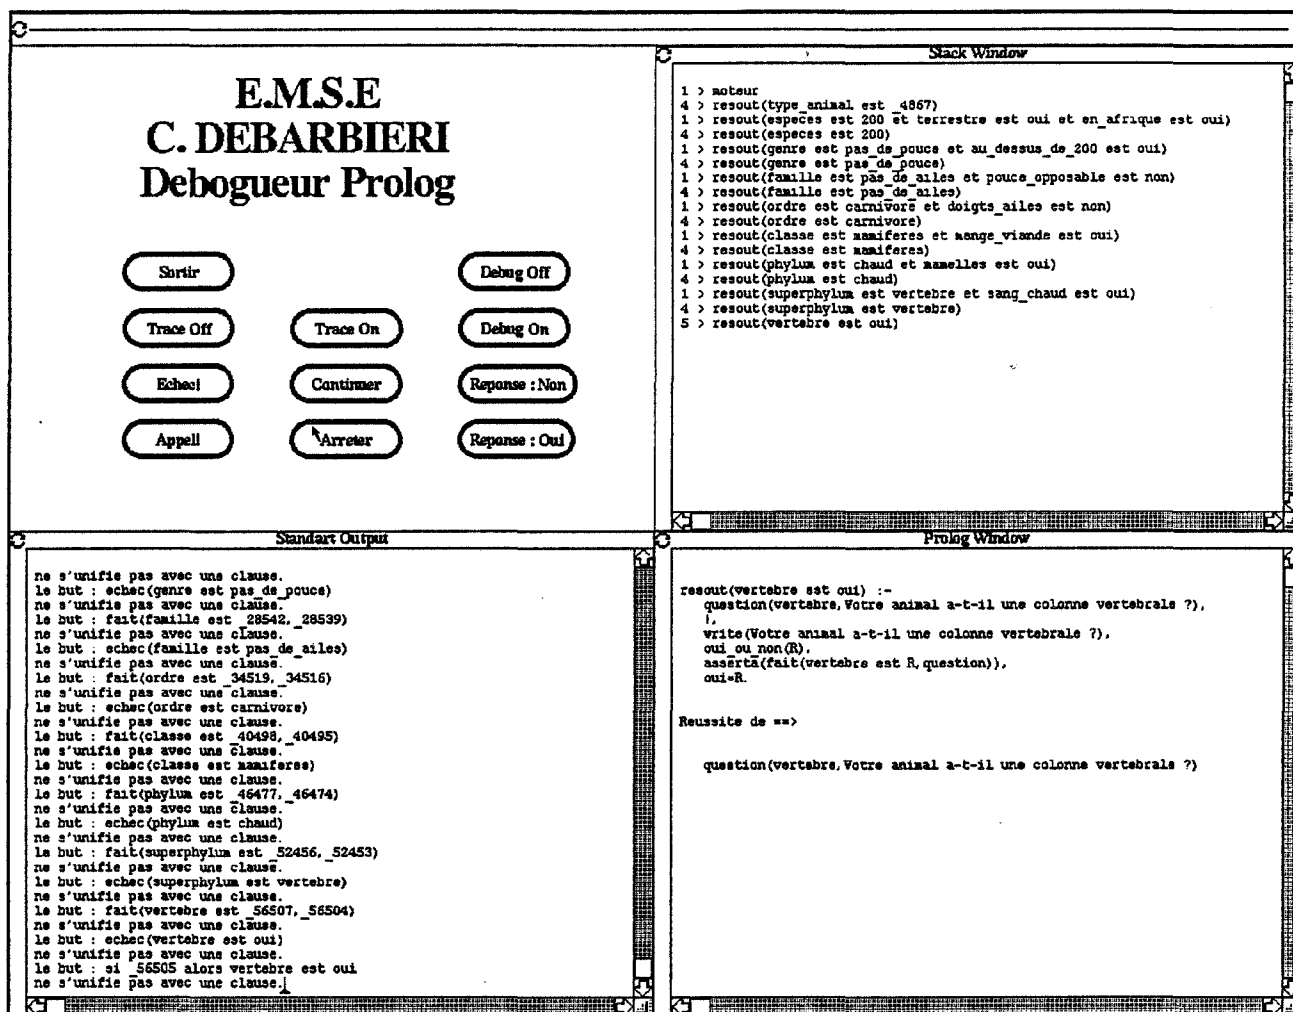 E.M.S.E
C. DEBARBIERI
Debogueur Prolog
Sortir
Debug Off
Trace Off
Trace On
Debug On
Echec!
Continuer
Reponse : Non
Appell
Arreter
Reponse : Oui
Stack Window
1 > moteur
4 > resout(type_animal est _4867)
1 > resout(especes est 200 et terrestre est oui et en_afrique est oui)
4 > resout(especes est 200)
1 > resout(genre est pas_de_pouce et au_dessus_de_200 est oui)
4 > resout(genre est pas_de_pouce)
1 > resout(famille est pas_de_ailes et pouce_opposable est non)
4 > resout(famille est pas_de_ailes)
1 > resout(ordre est carnivore et doigts_ailes est non)
4 > resout(ordre est carnivore)
1 > resout(classe est mamiferes et mange_viande est oui)
4 > resout(classe est mamiferes)
1 > resout(phylum est chaud et mamelles est oui)
4 > resout(phylum est chaud)
1 > resout(superphylum est vertebre et sang_chaud est oui)
4 > resout(superphylum est vertebre)
5 > resout(vertebre est oui)
Standart Output
ne s'unifie pas avec une clause.
le but : echec(genre est pas_de_pouce)
ne s'unifie pas avec une clause.
le but : fait(famille est _28542, _28539)
ne s'unifie pas avec une clause.
le but : echec(famille est pas_de_ailes)
ne s'unifie pas avec une clause.
le but : fait(ordre est _34519, _34516)
ne s'unifie pas avec une clause.
le but : echec(ordre est carnivore)
ne s'unifie pas avec une clause.
le but : fait(classe est _40498, _40495)
ne s'unifie pas avec une clause.
le but : echec(classe est mamiferes)
ne s'unifie pas avec une clause.
le but : fait(phylum est _46477, _46474)
ne s'unifie pas avec une clause.
le but : echec(phylum est chaud)
ne s'unifie pas avec une clause.
le but : fait(superphylum est _52456, _52453)
ne s'unifie pas avec une clause.
le but : echec(superphylum est vertebre)
ne s'unifie pas avec une clause.
le but : fait(vertebre est _56507, _56504)
ne s'unifie pas avec une clause.
le but : echec(vertebre est oui)
ne s'unifie pas avec une clause.
le but : si _56505 alors vertebre est oui
ne s'unifie pas avec une clause.
Prolog Window
resout(vertebre est oui) :-
question(vertebre,Votre animal a-t-il une colonne vertebrale ?),
!,
write(Votre animal a-t-il une colonne vertebrale ?),
oui_ou_non(R),
asserta(fait(vertebre est R,question)),
oui=R.
Reussite de ==>
question(vertebre,Votre animal a-t-il une colonne vertebrale ?)